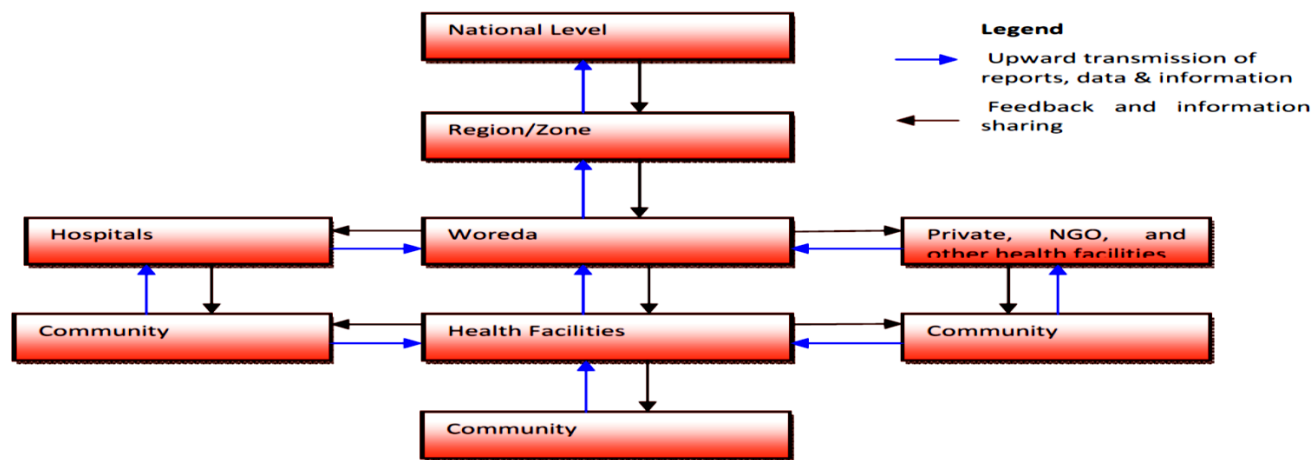 National Level
Legend
Upward transmission of
reports, data & information
Feedback and information
sharing
Region/Zone
Hospitals
Woreda
Private, NGO, and
other health facilities
Community
Health Facilities
Community
Community